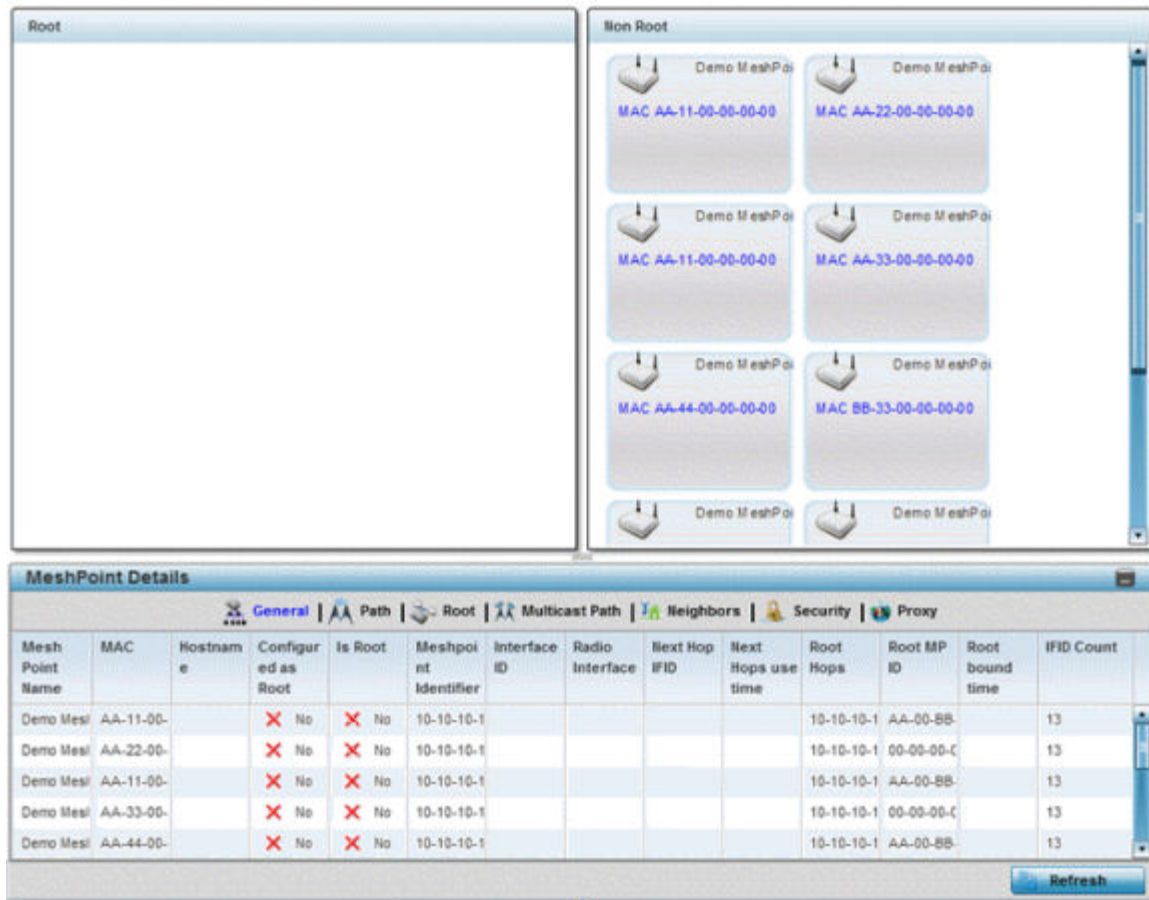 Root
Non Root
Demo MeshPoi Demo MeshPoi
MAC AA-11-00-00-00-00 MAC AA-22-00-00-00-00
Demo MeshPoi Demo MeshPoi
MAC AA-11-00-00-00-00 MAC AA-33-00-00-00-00
Demo MeshPoi Demo MeshPoi
MAC AA-44-00-00-00-00 MAC BB-33-00-00-00-00
Demo MeshPoi Demo MeshPoi
MeshPoint Details
General | Path | Root | Multicast Path | Neighbors | Security | Proxy
Mesh MAC Hostnam Configur Is Root Meshpoi Interface Radio Next Hop Next Root Root MP Root IFID Count
Point e ed as nt ID Interface IFID Hops use Hops ID bound
Name Root Identifier time time
Demo Mesl AA-11-00- No No 10-10-10-1 10-10-10-1 AA-00-BB- 13
Demo Mesl AA-22-00- No No 10-10-10-1 10-10-10-1 00-00-00-0 13
Demo Mesl AA-11-00- No No 10-10-10-1 10-10-10-1 AA-00-BB- 13
Demo Mesl AA-33-00- No No 10-10-10-1 10-10-10-1 00-00-00-0 13
Demo Mesl AA-44-00- No No 10-10-10-1 10-10-10-1 AA-00-BB- 13
Refresh